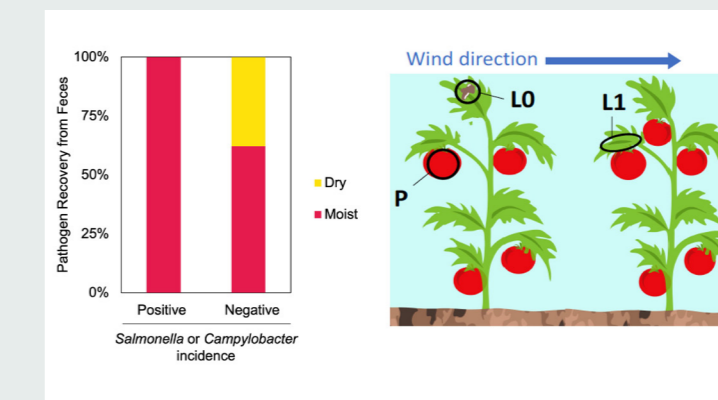 Pathogen Recovery from Feces
100%
75%
50%
25%
0%
Positive
Negative
Salmonella or Campylobacter
incidence
Dry
Moist
Wind direction
L0
L1
P